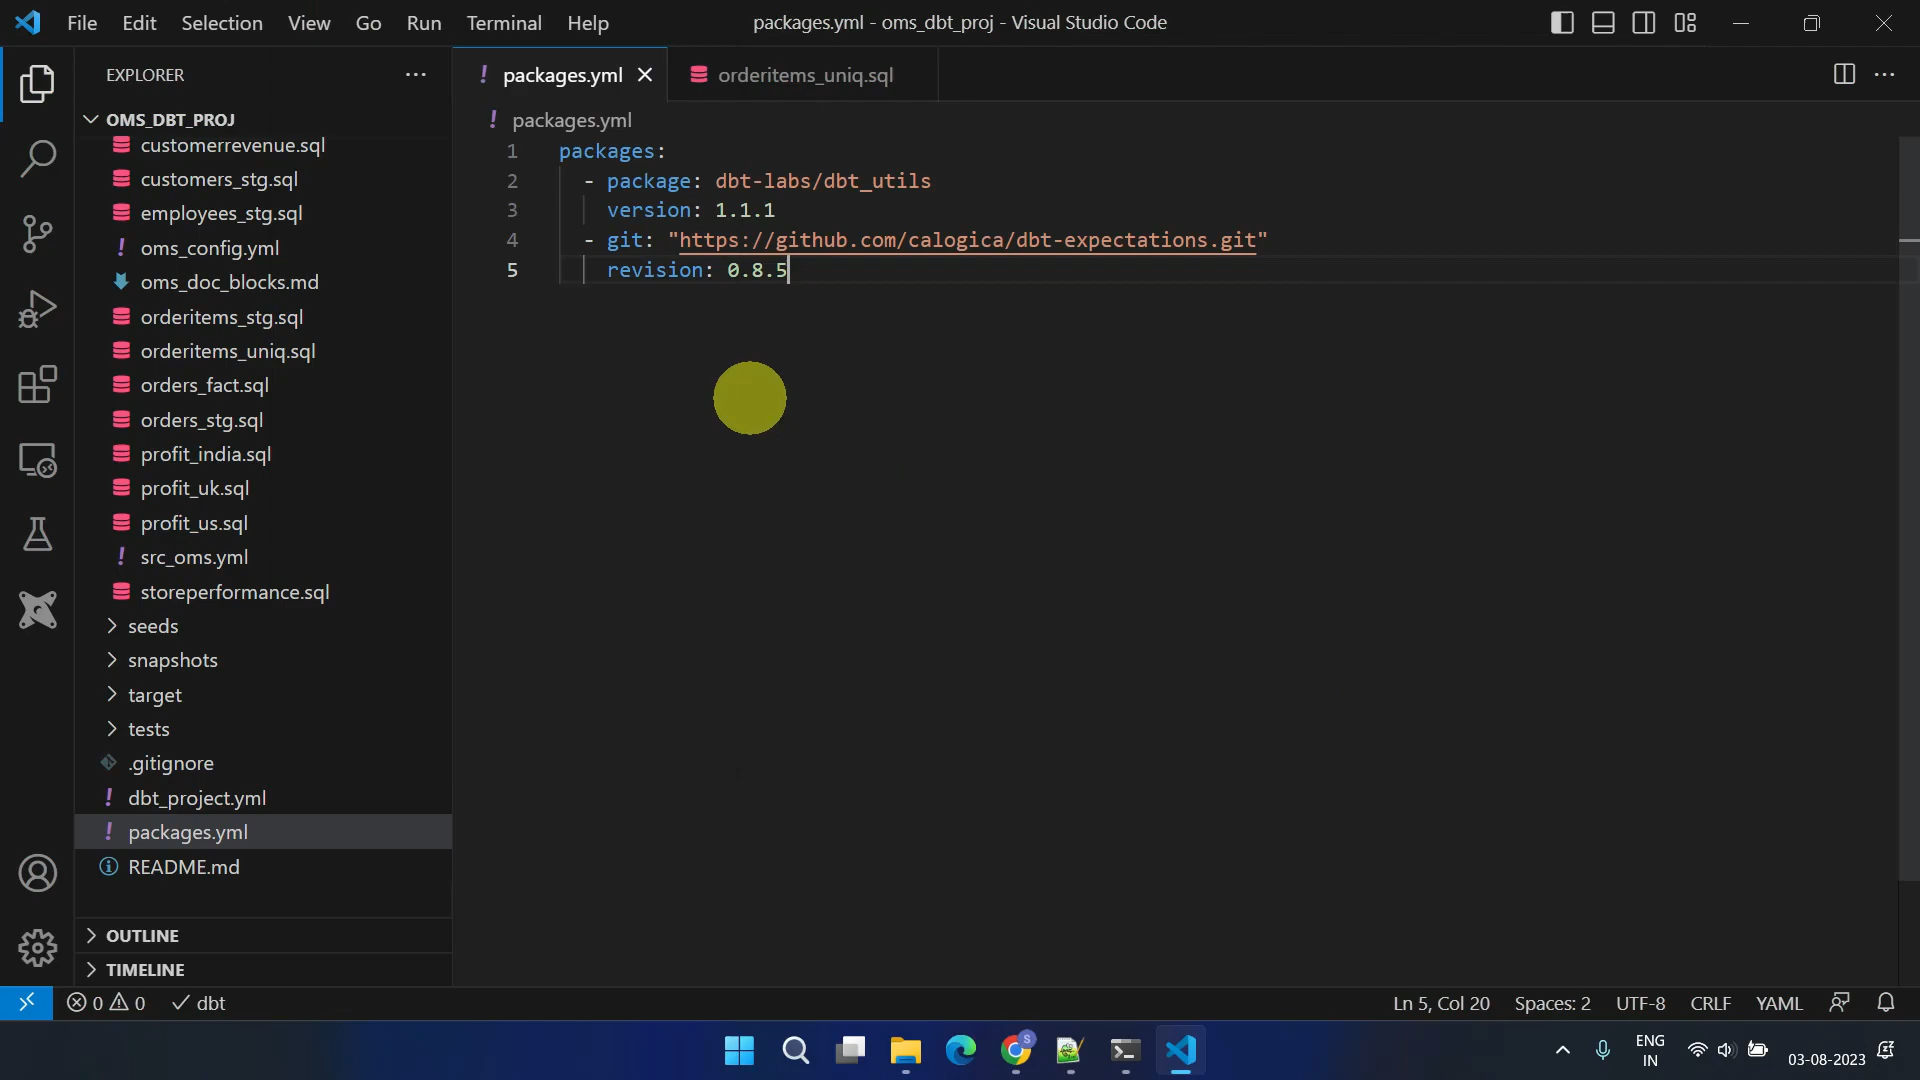 File Edit Selection View Go Run Terminal Help
packages.yml - oms_dbt_proj - Visual Studio Code
EXPLORER
OMS_DBT_PROJ
customerrevenue.sql
customers_stg.sql
employees_stg.sql
oms_config.yml
oms_doc_blocks.md
orderitems_stg.sql
orderitems_uniq.sql
orders_fact.sql
orders_stg.sql
profit_india.sql
profit_uk.sql
profit_us.sql
src_oms.yml
storeperformance.sql
seeds
snapshots
target
tests
.gitignore
dbt_project.yml
packages.yml
README.md
OUTLINE
TIMELINE
packages.yml
orderitems_uniq.sql
packages.yml
1 packages:
2 - package: dbt-labs/dbt_utils
3 version: 1.1.1
4 - git: "https://github.com/calogica/dbt-expectations.git"
5 revision: 0.8.5
0 0 dbt
Ln 5, Col 20 Spaces: 2 UTF-8 CRLF YAML
S
ENG
IN
03-08-2023